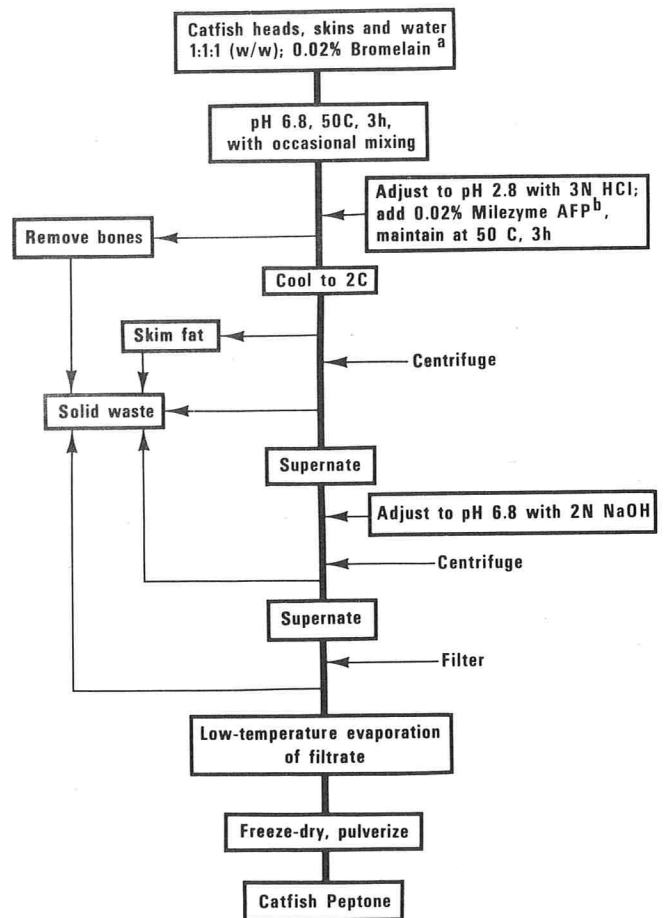 Catfish heads, skins and water
1:1:1 (w/w); 0.02% Bromelain a
pH 6.8, 50C, 3h,
with occasional mixing
Adjust to pH 2.8 with 3N HCl;
add 0.02% Milezyme AFPb,
maintain at 50 C, 3h
Remove bones
Cool to 2C
Skim fat
Centrifuge
Solid waste
Supernate
Adjust to pH 6.8 with 2N NaOH
Centrifuge
Supernate
Filter
Low-temperature evaporation
of filtrate
Freeze-dry, pulverize
Catfish Peptone